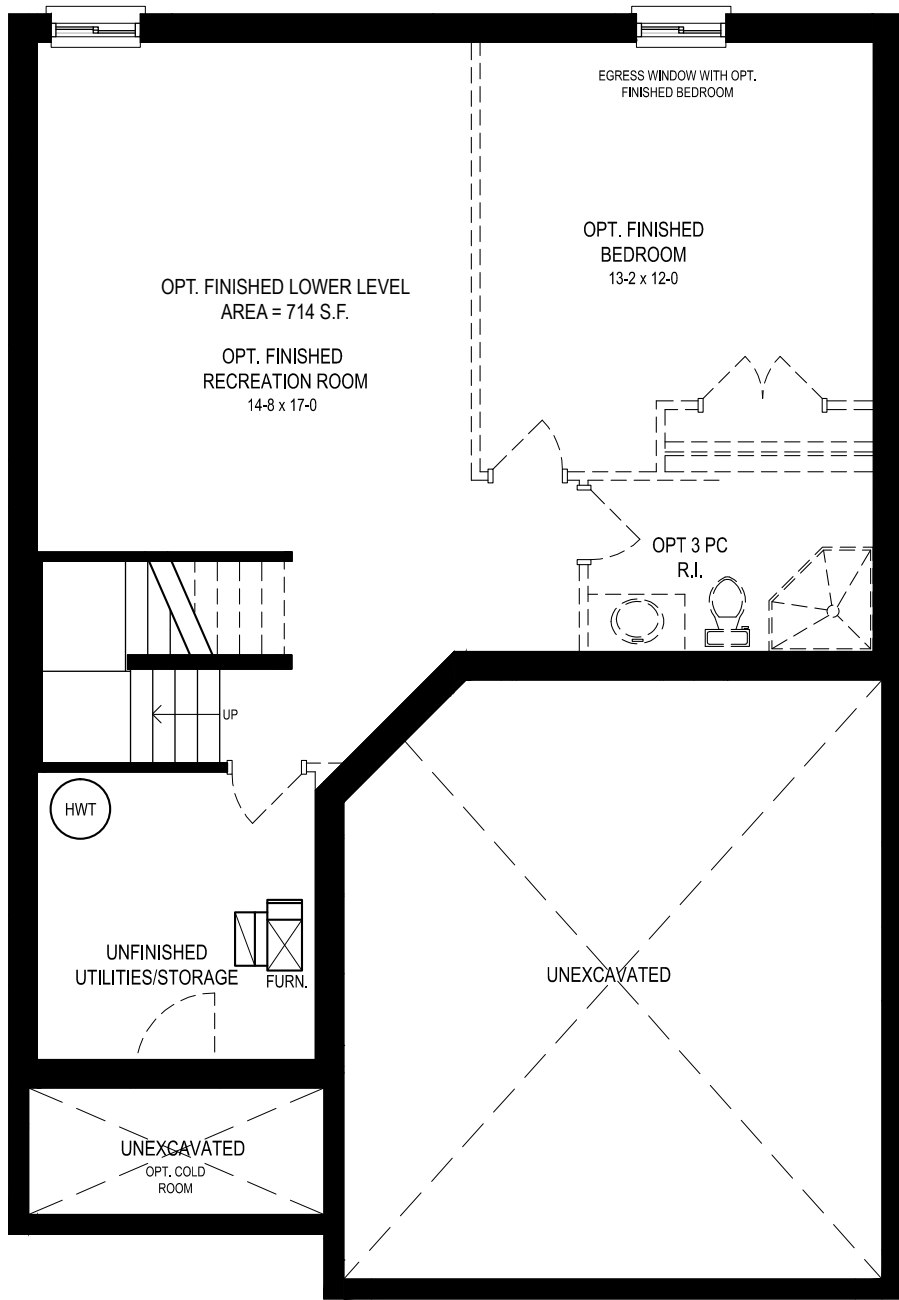 EGRESS WINDOW WITH OPT.
FINISHED BEDROOM
OPT. FINISHED
BEDROOM
13-2 x 12-0
OPT. FINISHED LOWER LEVEL
AREA = 714 S.F.
OPT. FINISHED
RECREATION ROOM
14-8 x 17-0
OPT 3 PC
R.I.
UP
HWT
UNFINISHED
UTILITIES/STORAGE
FURN.
UNEXCAVATED
UNEXCAVATED
OPT. COLD
ROOM